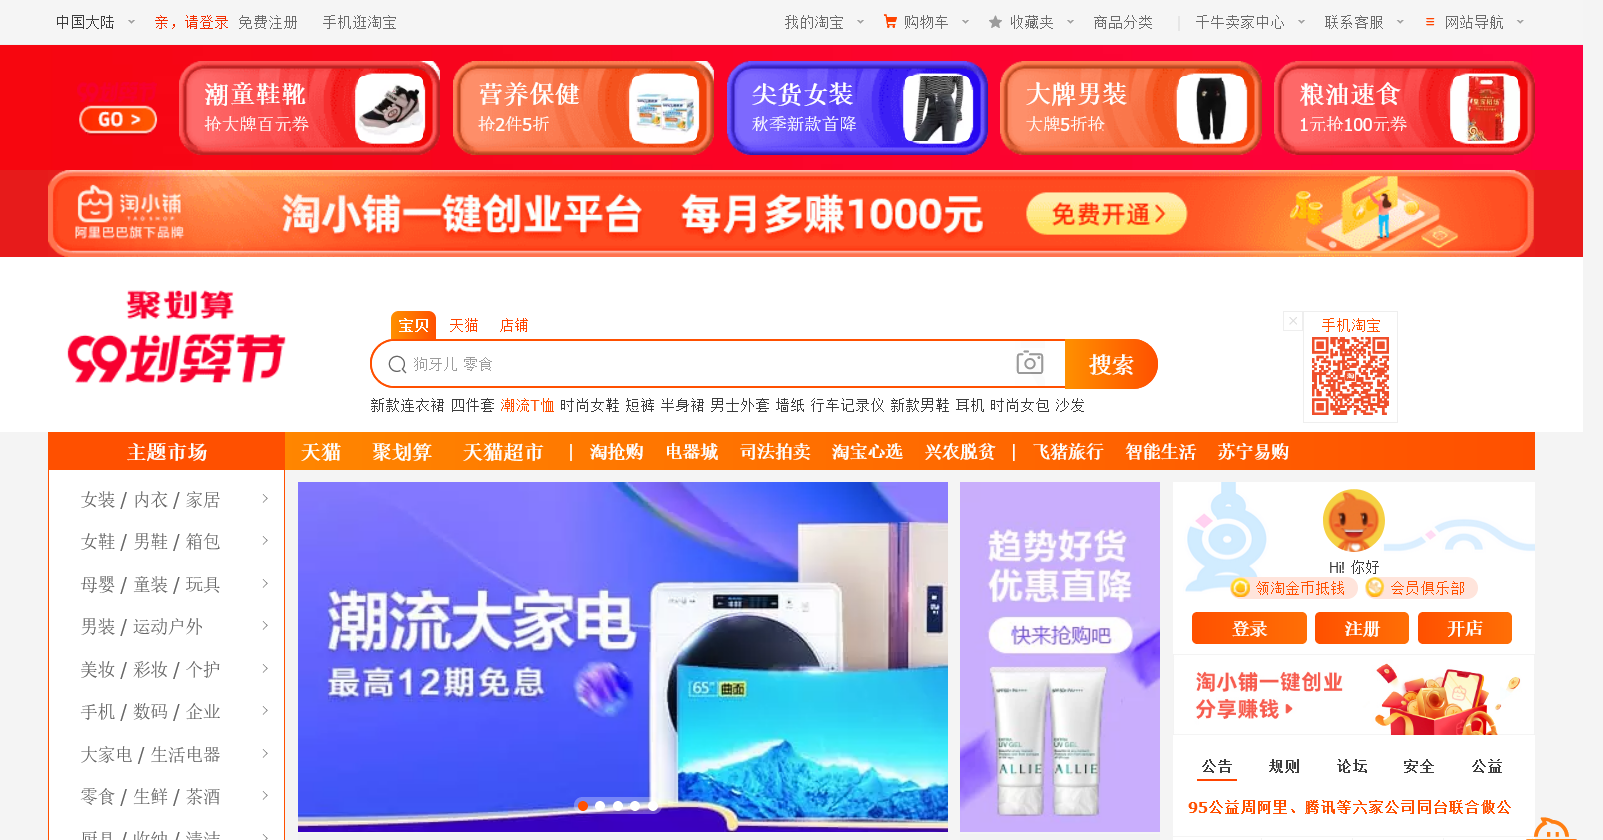 中国大陆 亲，请登录 免费注册 手机逛淘宝 我的淘宝 购物车 收藏夹 商品分类 | 千牛卖家中心 联系客服 网站导航
GO >
潮童鞋靴
抢大牌百元券
营养保健
抢2件5折
尖货女装
秋季新款首降
大牌男装
大牌5折抢
粮油速食
1元抢100元券
淘小铺
TAO SHOP
阿里巴巴旗下品牌
淘小铺一键创业平台 每月多赚1000元 免费开通>
聚划算
99划算节
宝贝 天猫 店铺
狗牙儿 零食
搜索
新款连衣裙 四件套 潮流T恤 时尚女鞋 短裤 半身裙 男士外套 墙纸 行车记录仪 新款男鞋 耳机 时尚女包 沙发
手机淘宝
主题市场 天猫 聚划算 天猫超市 | 淘抢购 电器城 司法拍卖 淘宝心选 兴农脱贫 | 飞猪旅行 智能生活 苏宁易购
女装 / 内衣 / 家居 >
女鞋 / 男鞋 / 箱包 >
母婴 / 童装 / 玩具 >
男装 / 运动户外 >
美妆 / 彩妆 / 个护 >
手机 / 数码 / 企业 >
大家电 / 生活电器 >
零食 / 生鲜 / 茶酒 >
厨具 / 收纳 / 清洁 >
潮流大家电
最高12期免息
65" 曲面
趋势好货
优惠直降
快来抢购吧
UV GEL
UV GEL
ALLIE
ALLIE
Hi! 你好
领淘金币抵钱 会员俱乐部
登录 注册 开店
淘小铺一键创业
分享赚钱
公告 规则 论坛 安全 公益
95公益周阿里、腾讯等六家公司同台联合做公